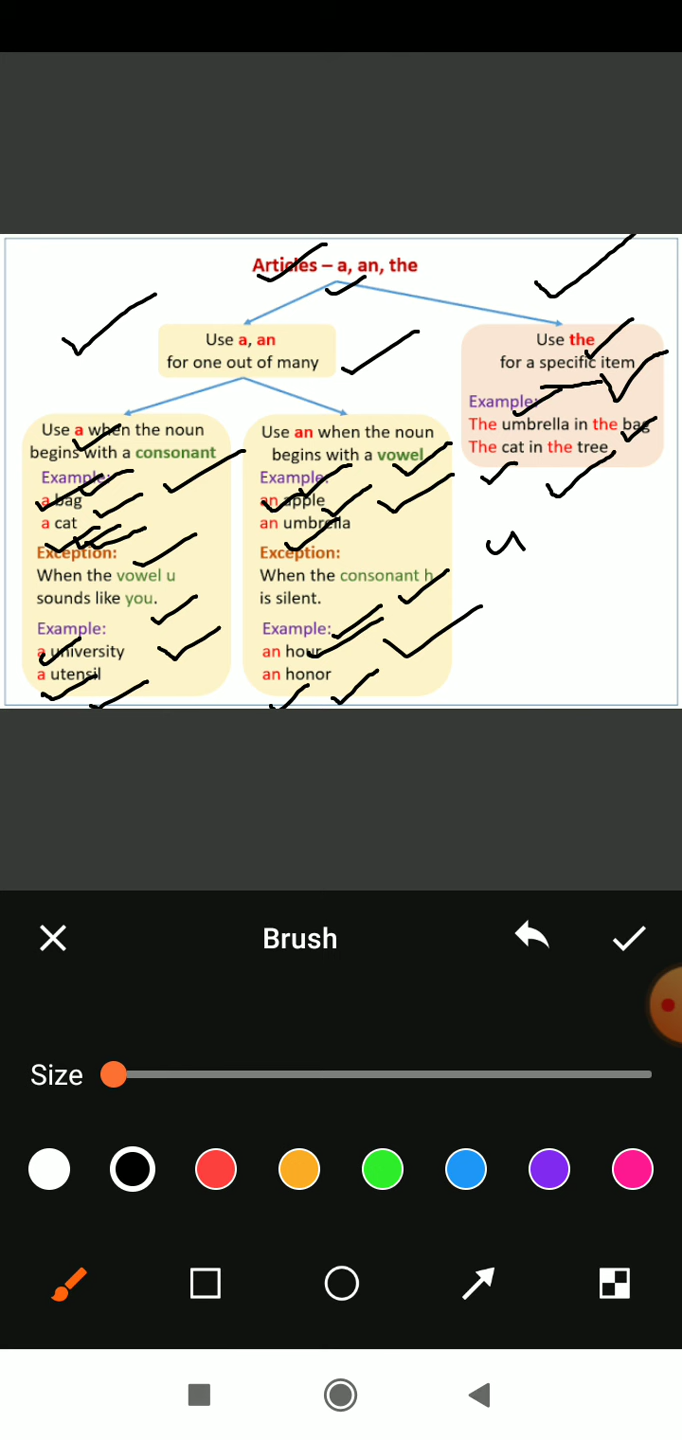 Articles – a, an, the
Use a, an
for one out of many
Use the
for a specific item
Example:
The umbrella in the bag
The cat in the tree
Use a when the noun
begins with a consonant
Example:
a bag
a cat
Exception:
When the vowel u
sounds like you.
Example:
a university
a utensil
Use an when the noun
begins with a vowel
Example:
an apple
an umbrella
Exception:
When the consonant h
is silent.
Example:
an hour
an honor
Brush
Size